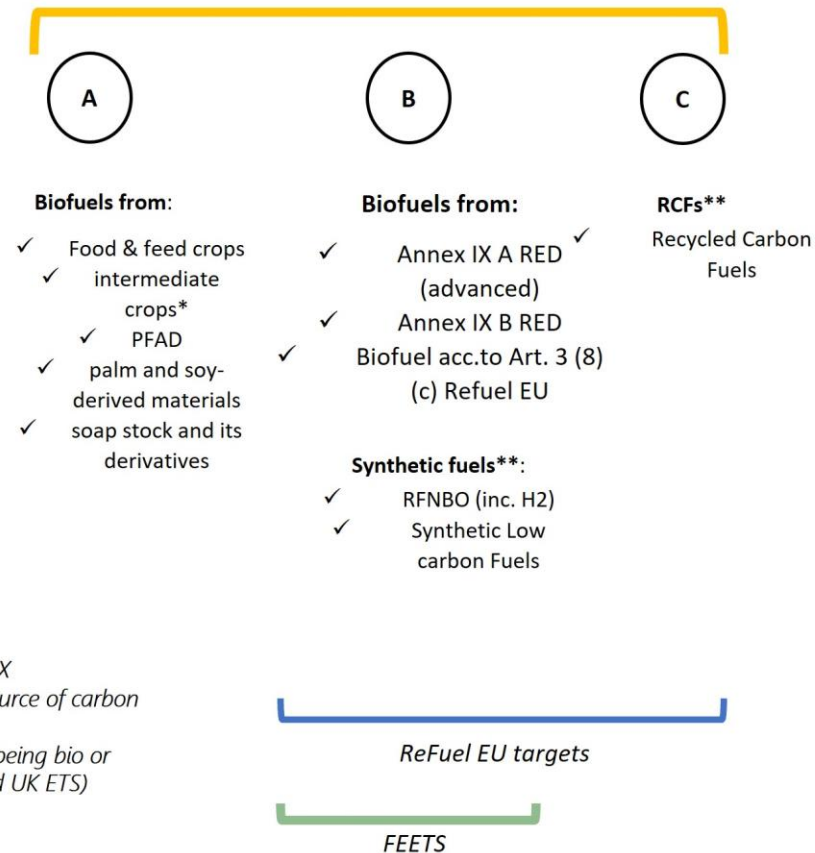 A
B
C
Biofuels from:
✓ Food & feed crops
✓ intermediate
crops*
✓ PFAD
✓ palm and soy-
derived materials
✓ soap stock and its
derivatives
Biofuels from:
✓ Annex IX A RED
(advanced)
✓ Annex IX B RED
✓ Biofuel acc.to Art. 3 (8)
(c) Refuel EU
Synthetic fuels**:
✓ RFNBO (inc. H2)
✓ Synthetic Low
carbon Fuels
RCFs**
✓ Recycled Carbon
Fuels
X
urce of carbon
being bio or
d UK ETS)
ReFuel EU targets
FEETS